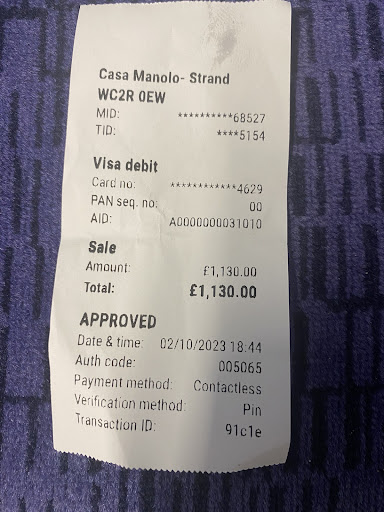 Casa Manolo- Strand
WC2R 0EW
MID: **********68527
TID: ****5154
Visa debit
Card no: ************4629
PAN seq. no: 00
AID: A0000000031010
Sale
Amount: £1,130.00
Total: £1,130.00
APPROVED
Date & time: 02/10/2023 18:44
Auth code: 005065
Payment method: Contactless
Verification method: Pin
Transaction ID: 91c1e